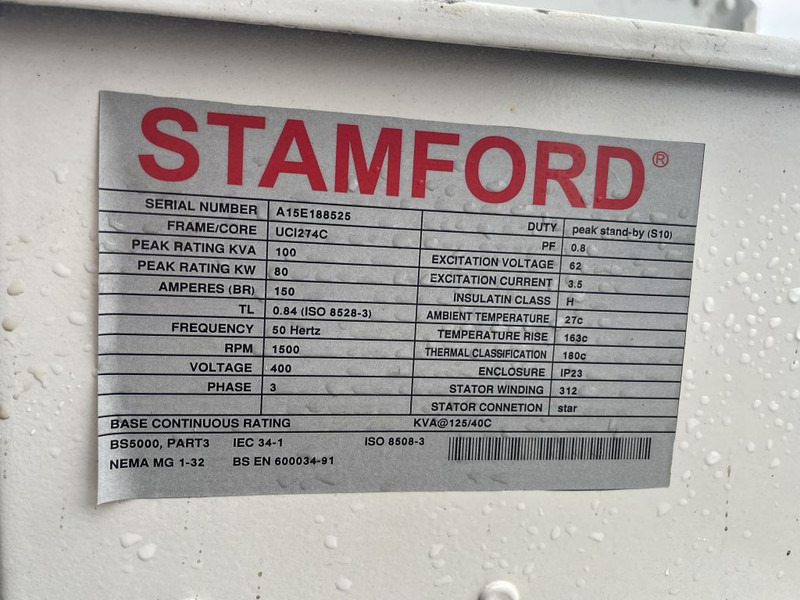 STAMFORD®
SERIAL NUMBER A15E188525
FRAME/CORE UCI274C
PEAK RATING KVA 100
PEAK RATING KW 80
AMPERES (BR) 150
TL 0.84 (ISO 8528-3)
FREQUENCY 50 Hertz
RPM 1500
VOLTAGE 400
PHASE 3
DUTY peak stand-by (S10)
PF 0.8
EXCITATION VOLTAGE 62
EXCITATION CURRENT 3.5
INSULATIN CLASS H
AMBIENT TEMPERATURE 27c
TEMPERATURE RISE 163c
THERMAL CLASSIFICATION 180c
ENCLOSURE IP23
STATOR WINDING 312
STATOR CONNETION star
BASE CONTINUOUS RATING KVA@125/40C
BS5000, PART3 IEC 34-1 ISO 8508-3
NEMA MG 1-32 BS EN 600034-91